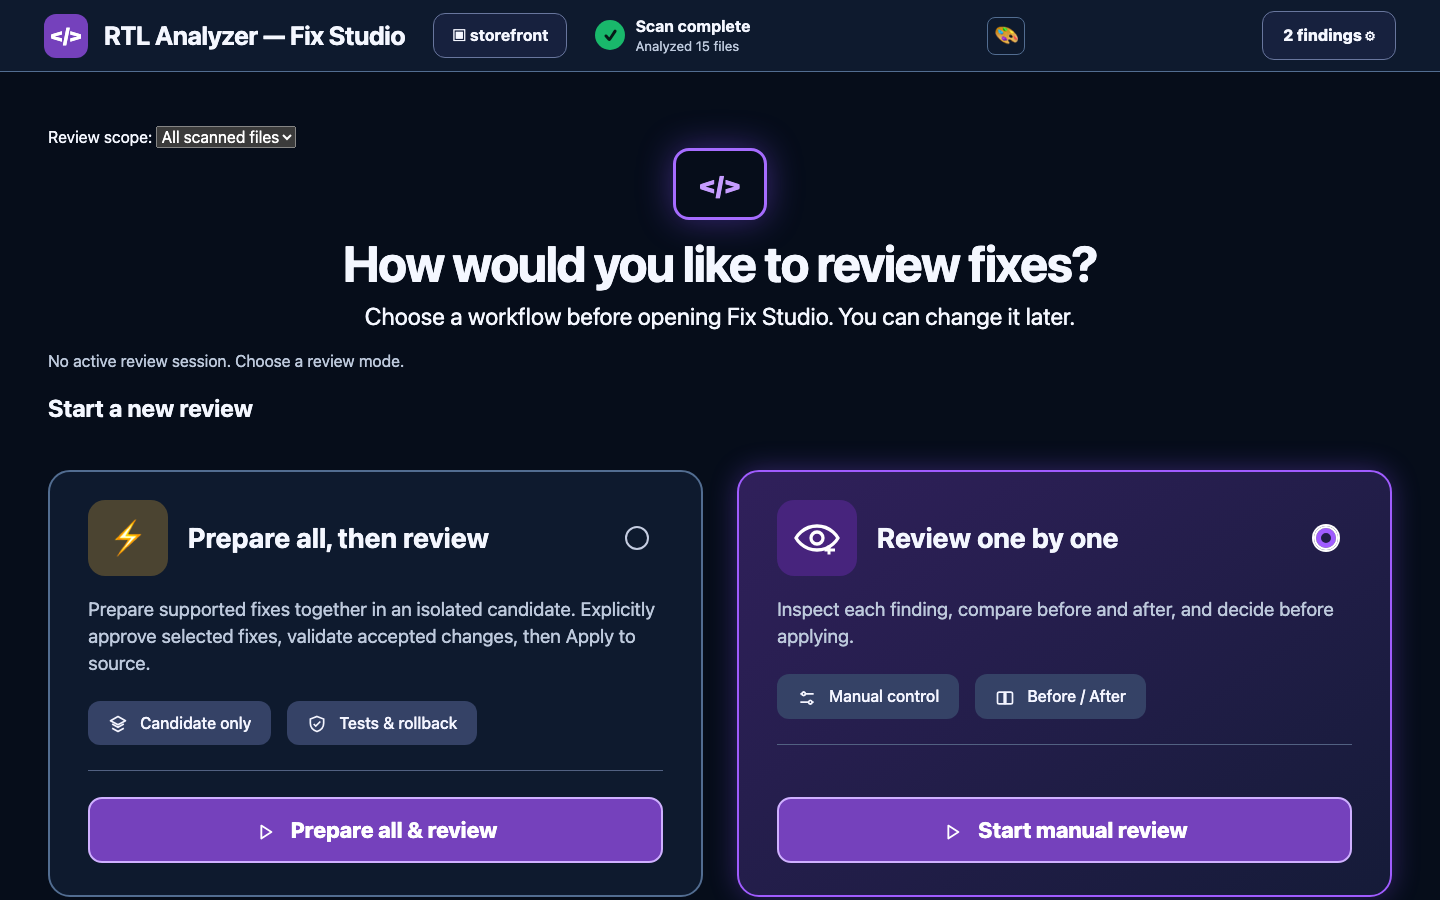 </> RTL Analyzer — Fix Studio
storefront
Scan complete
Analyzed 15 files
2 findings
Review scope: All scanned files
</>
How would you like to review fixes?
Choose a workflow before opening Fix Studio. You can change it later.
No active review session. Choose a review mode.
Start a new review
Prepare all, then review
Prepare supported fixes together in an isolated candidate. Explicitly
approve selected fixes, validate accepted changes, then Apply to
source.
Candidate only
Tests & rollback
Prepare all & review
Review one by one
Inspect each finding, compare before and after, and decide before
applying.
Manual control
Before / After
Start manual review